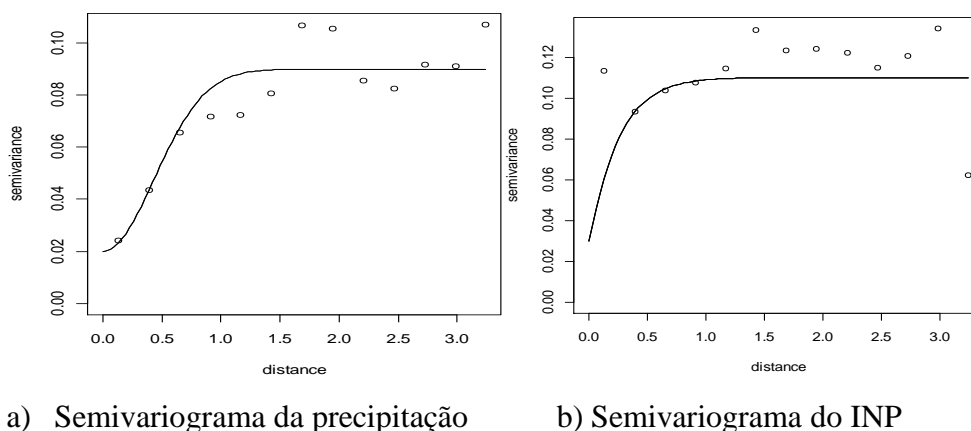 semivariance
0.10
0.08
0.06
0.04
0.02
0.00
0.0 0.5 1.0 1.5 2.0 2.5 3.0
distance
semivariance
0.12
0.10
0.08
0.06
0.04
0.02
0.00
0.0 0.5 1.0 1.5 2.0 2.5 3.0
distance
a) Semivariograma da precipitação
b) Semivariograma do INP